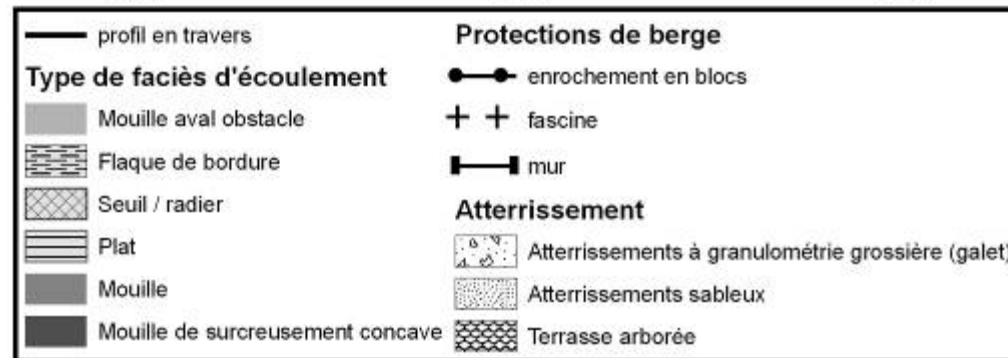 profil en travers
Type de faciès d'écoulement
Mouille aval obstacle
Flaque de bordure
Seuil / radier
Plat
Mouille
Mouille de surcreusement concave
Protections de berge
enrochement en blocs
fascine
mur
Atterrissement
Atterrissements à granulométrie grossière (galet)
Atterrissements sableux
Terrasse arborée